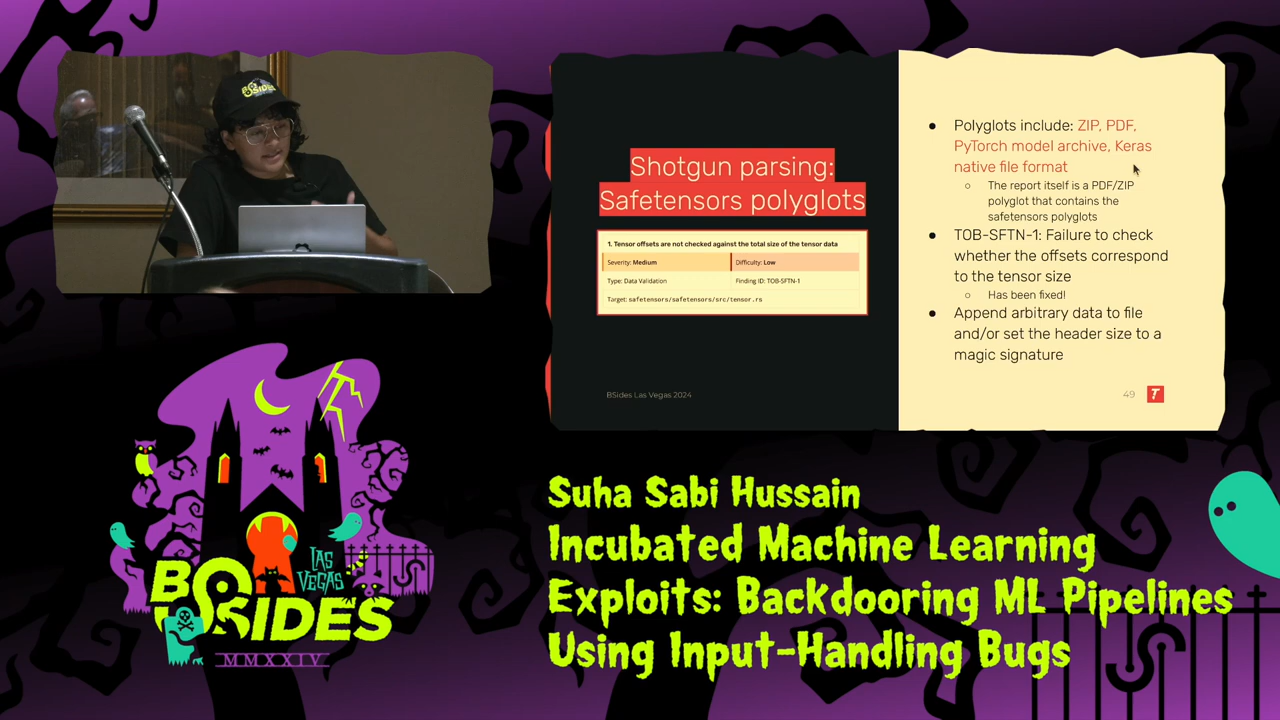 BSIDES
Shotgun parsing:
Safetensors polyglots
1. Tensor offsets are not checked against the total size of the tensor data
Severity: Medium
Difficulty: Low
Type: Data Validation
Finding ID: TOB-SFTN-1
Target: safetensors/safetensors/src/tensor.rs
BSides Las Vegas 2024
● Polyglots include: ZIP, PDF,
PyTorch model archive, Keras
native file format
○ The report itself is a PDF/ZIP
polyglot that contains the
safetensors polyglots
● TOB-SFTN-1: Failure to check
whether the offsets correspond
to the tensor size
○ Has been fixed!
● Append arbitrary data to file
and/or set the header size to a
magic signature
49
T
LAS
VEGAS
BSIDES
MMXXIV
Suha Sabi Hussain
Incubated Machine Learning
Exploits: Backdooring ML Pipelines
Using Input-Handling Bugs